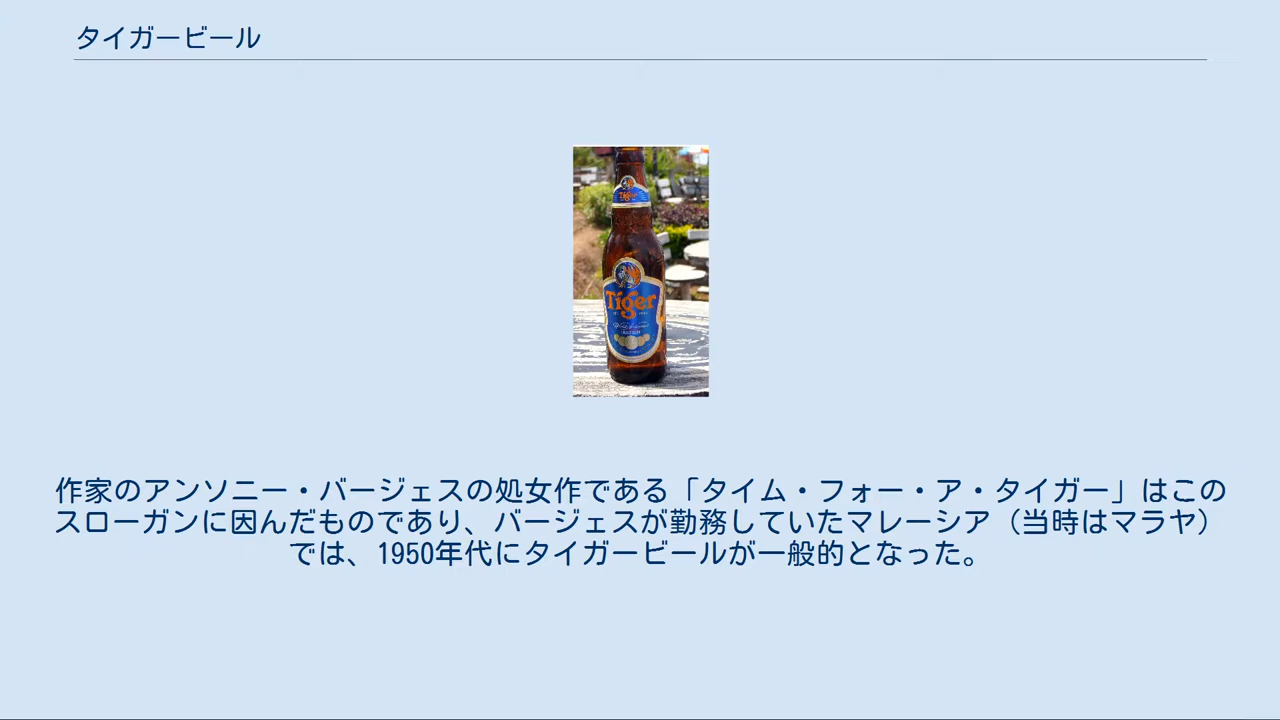 タイガービール
Tiger
Tiger
作家のアンソニー・バージェスの処女作である「タイム・フォー・ア・タイガー」はこの
スローガンに因んだものであり、バージェスが勤務していたマレーシア（当時はマラヤ）
では、1950年代にタイガービールが一般的となった。